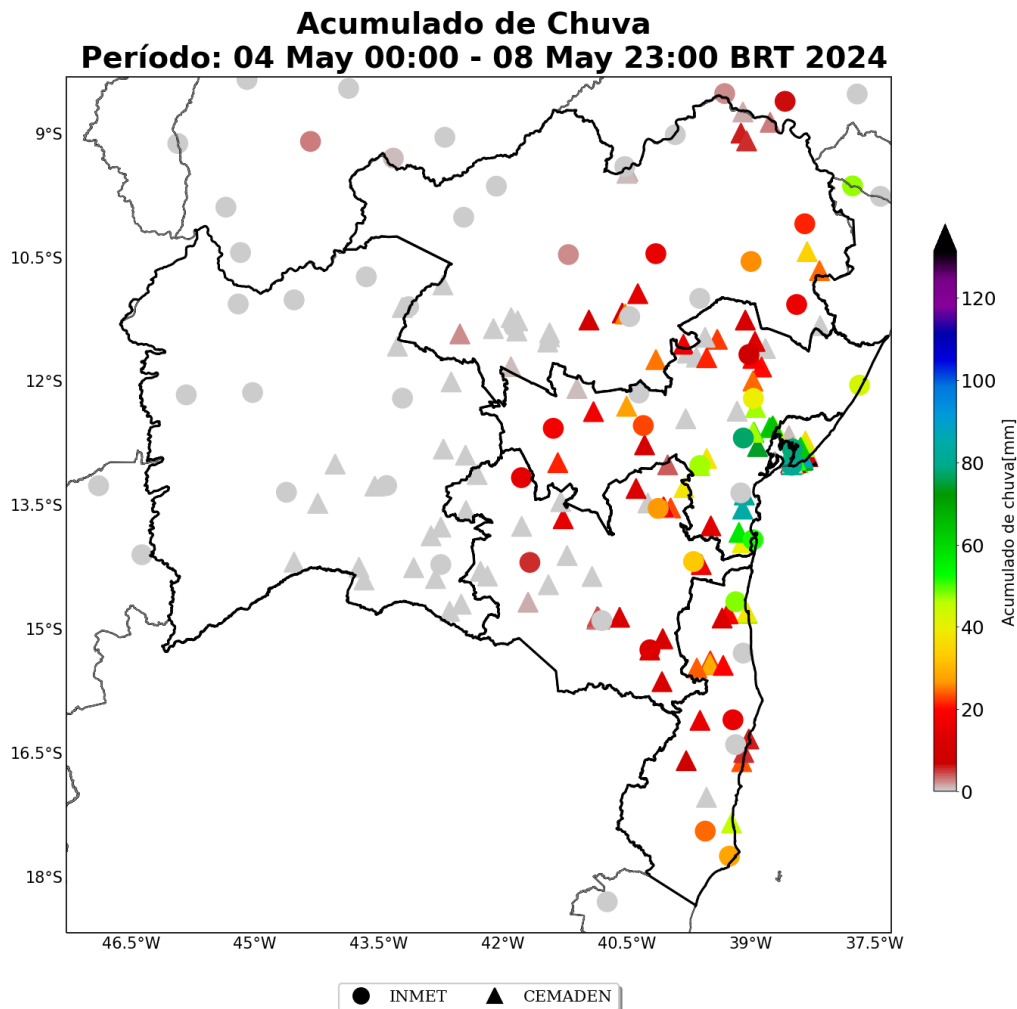 Acumulado de Chuva
Período: 04 May 00:00 - 08 May 23:00 BRT 2024
9°S
10.5°S
12°S
13.5°S
15°S
16.5°S
18°S
46.5°W 45°W 43.5°W 42°W 40.5°W 39°W 37.5°W
120
100
80
60
40
20
0
Acumulado de chuva[mm]
INMET CEMADEN